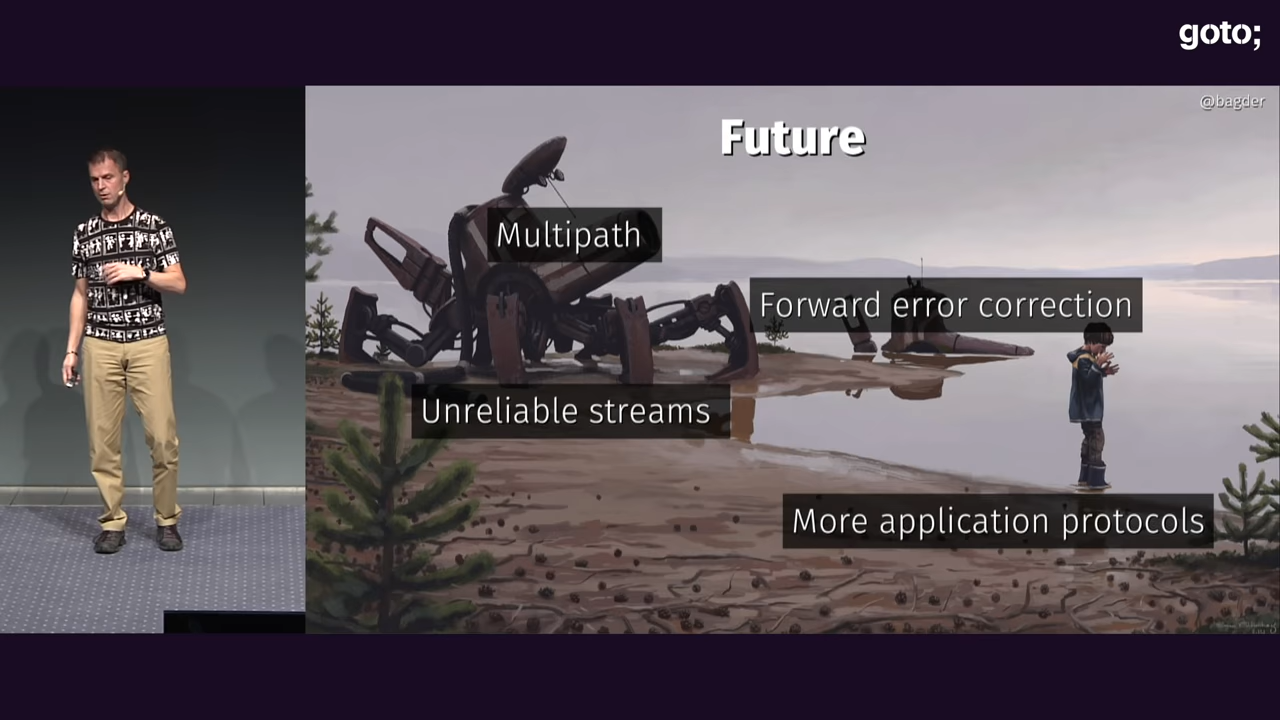 goto;
@bagder
Future
Multipath
Forward error correction
Unreliable streams
More application protocols